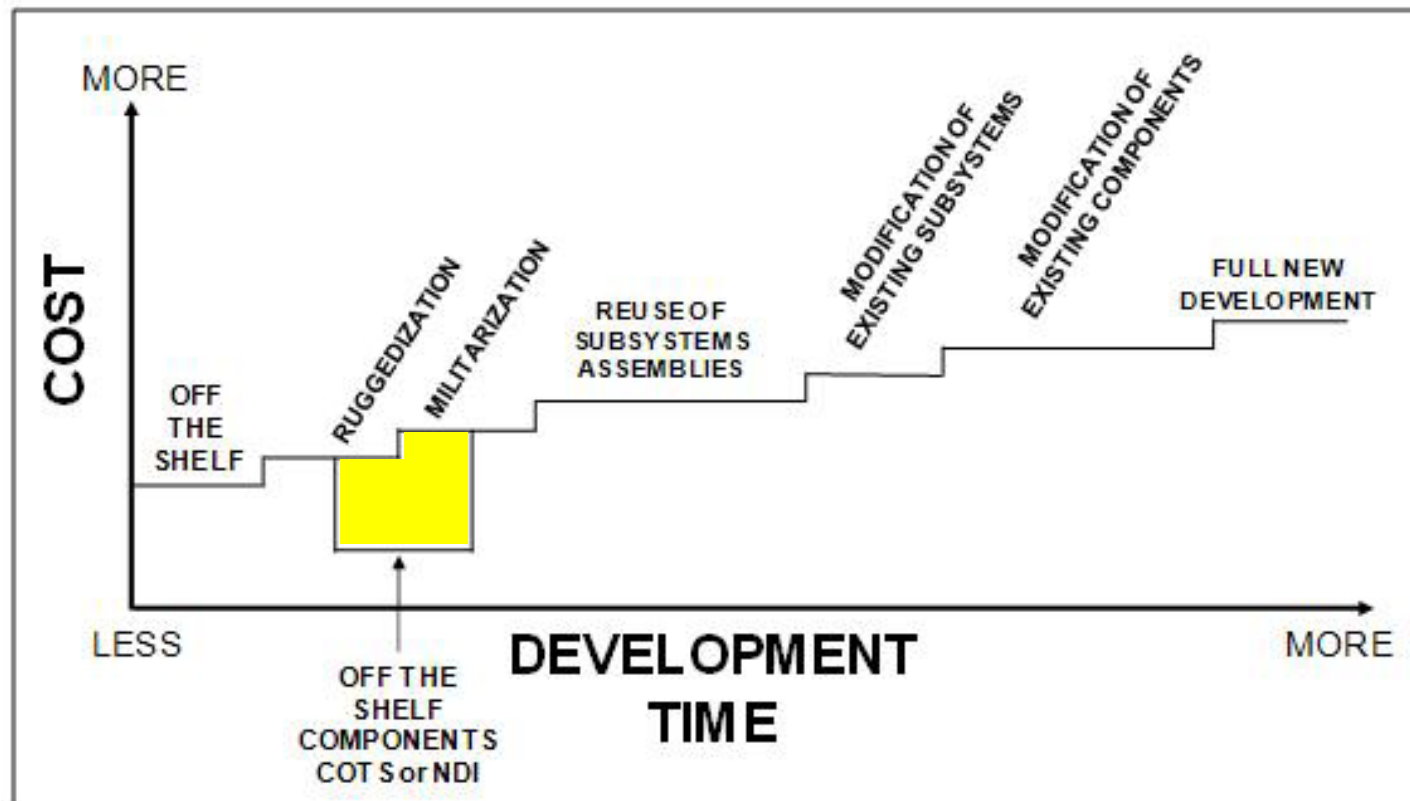 MORE
COST
OFF
THE
SHELF
RUGGEDIZATION
MILITARIZATION
REUSE OF
SUBSYSTEMS
ASSEMBLIES
MODIFICATION OF
EXISTING SUBSYSTEMS
MODIFICATION OF
EXISTING COMPONENTS
FULL NEW
DEVELOPMENT
LESS
DEVELOPMENT
TIME
MORE
OFF THE
SHELF
COMPONENTS
COTS or NDI